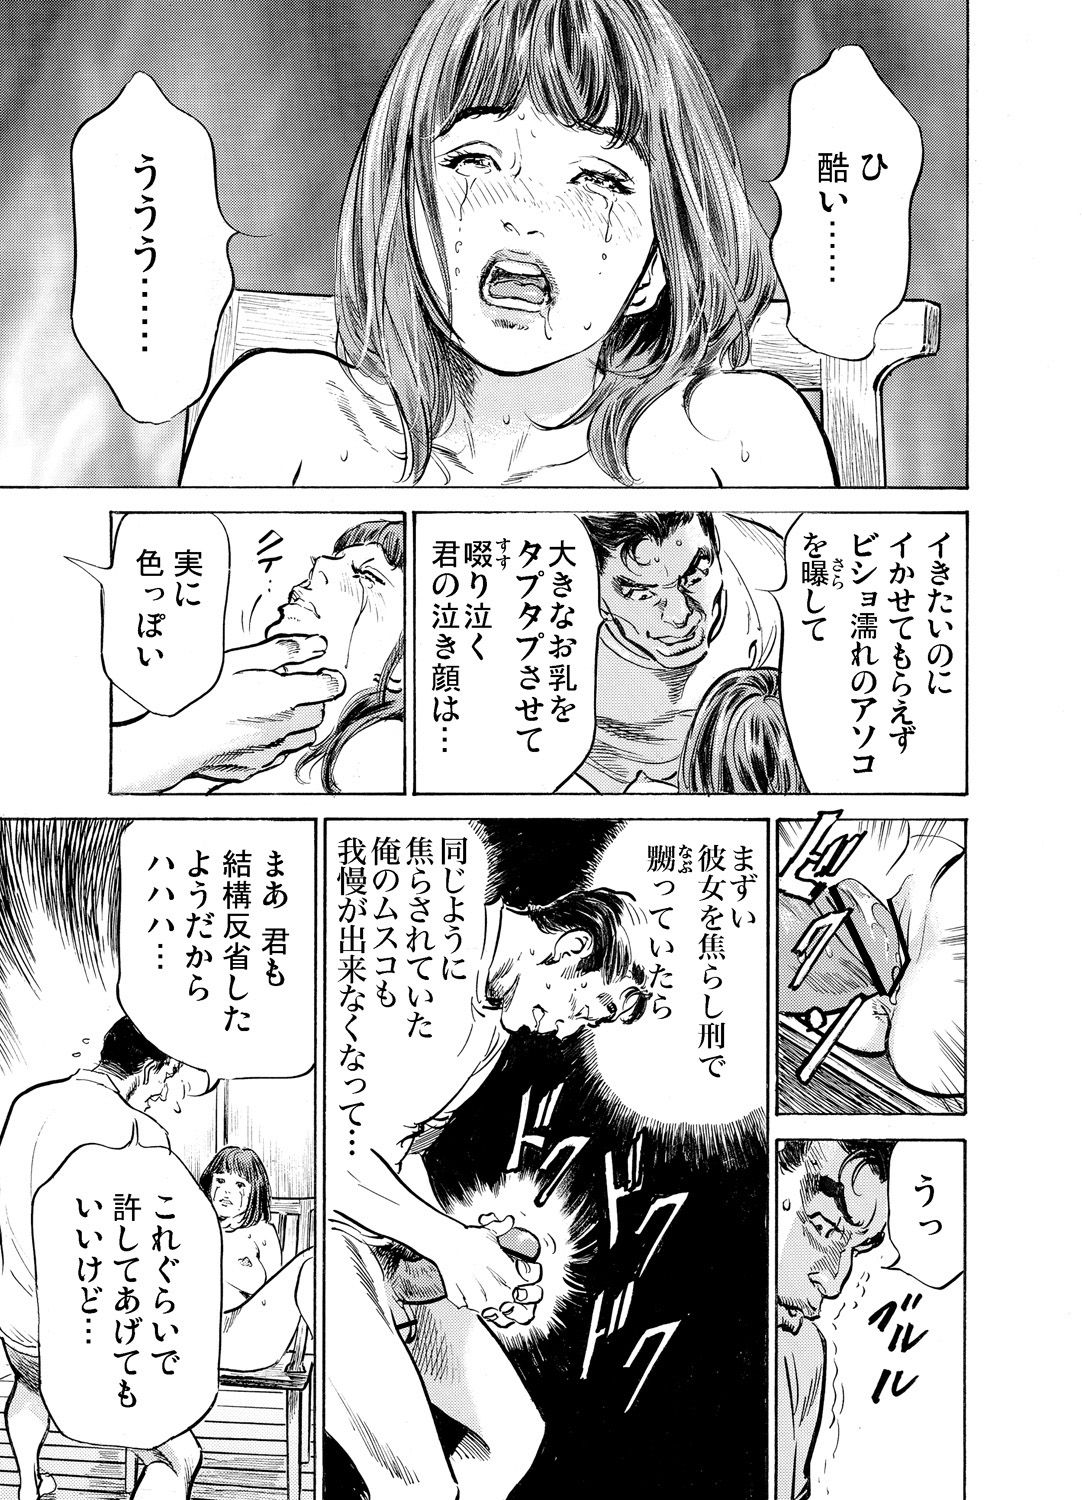 ひ
酷い……
ううう……
イきたいのに
イかせてもらえず
ビショ濡れのアソコ
を曝して
さら
大きなお乳を
タプタプさせて
啜り泣く
すす
君の泣き顔は…
実に
色っぽい
うっ
ブルルル
まずい
彼女を焦らし刑で
嬲っていたら
なぶ
同じように
焦らされていた
俺のムスコも
我慢が出来なくなって…
ドクドクドク
まあ 君も
結構反省した
ようだから
ハハハ…
これぐらいで
許してあげても
いいけど…